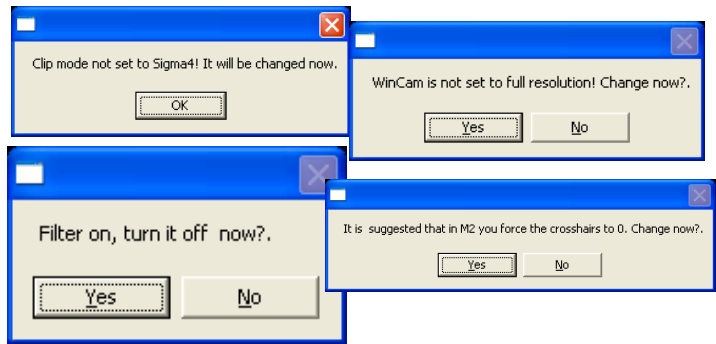 Clip mode not set to Sigma4! It will be changed now.
OK
WinCam is not set to full resolution! Change now?.
Yes No
Filter on, turn it off now?.
Yes No
It is suggested that in M2 you force the crosshairs to 0. Change now?.
Yes No